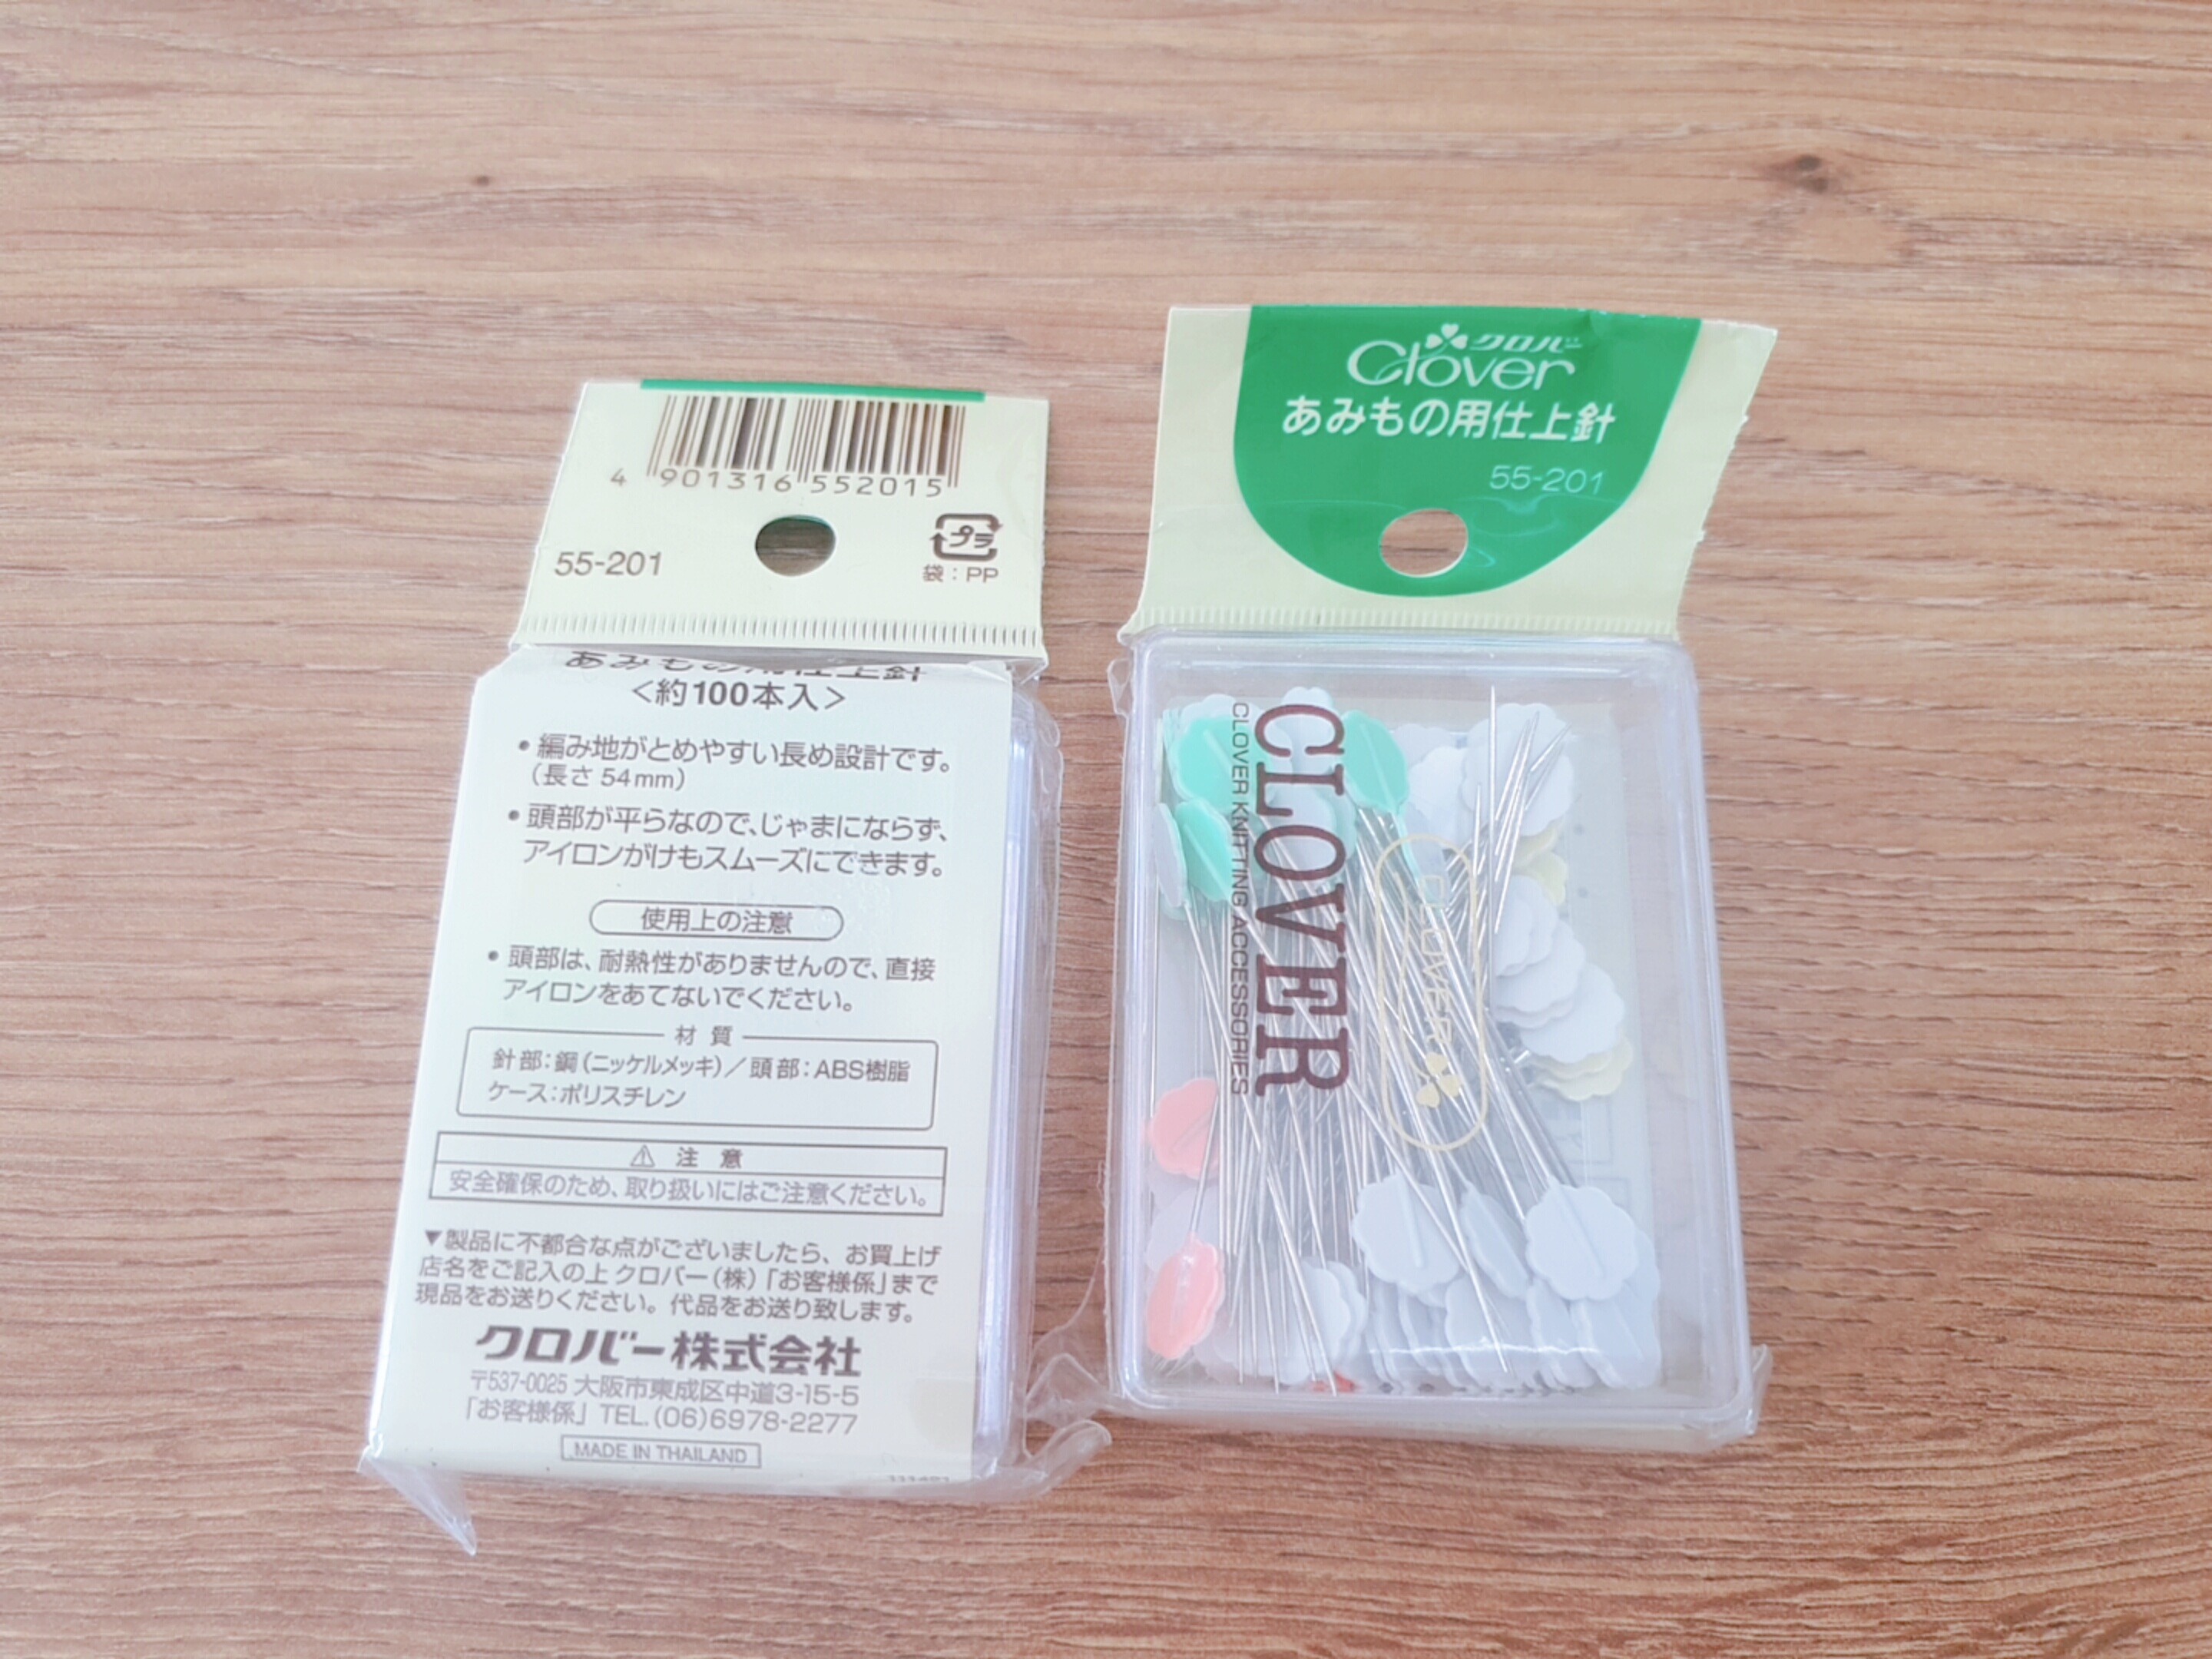 4 901316 552015
55-201
プラ
袋：PP
あみもの用仕上針
＜約100本入＞
• 編み地がとめやすい長め設計です。
（長さ 54mm）
• 頭部が平らなので、じゃまにならず、
アイロンがけもスムーズにできます。
使用上の注意
• 頭部は、耐熱性がありませんので、直接
アイロンをあてないでください。
材 質
針部：鋼（ニッケルメッキ）／頭部：ABS樹脂
ケース：ポリスチレン
⚠ 注 意
安全確保のため、取り扱いにはご注意ください。
▼製品に不都合な点がございましたら、お買上げ
店名をご記入の上 クロバー（株）「お客様係」まで
現品をお送りください。代品をお送り致します。
クロバー株式会社
〒537-0025 大阪市東成区中道3-15-5
「お客様係」 TEL.（06）6978-2277
MADE IN THAILAND
クロバー
Clover
あみもの用仕上針
55-201
CLOVER
CLOVER KNITTING ACCESSORIES
CLOVER